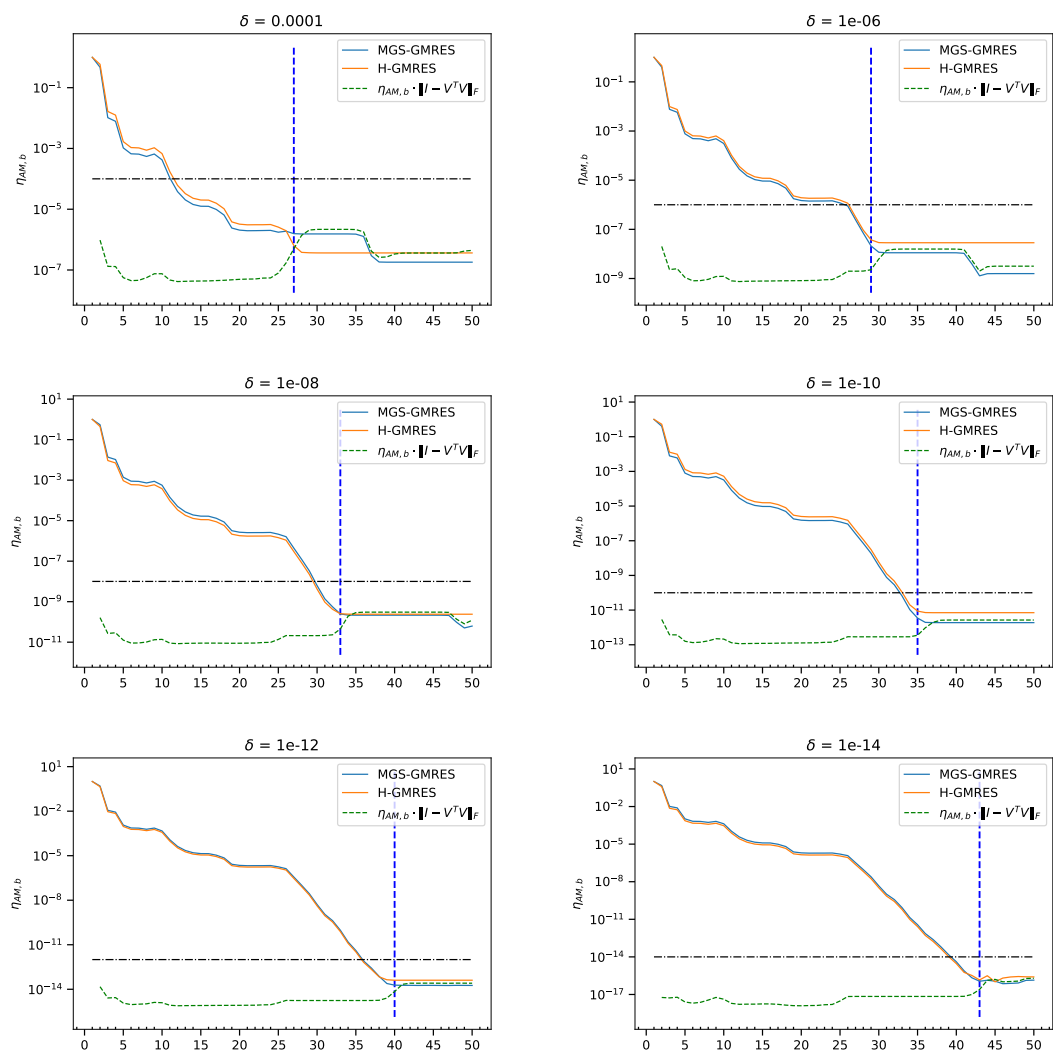 δ = 0.0001
MGS-GMRES
H-GMRES
η_{AM, b} · ‖I − V^T V‖_F
η_{AM, b}
10^{−1}
10^{−3}
10^{−5}
10^{−7}
0 5 10 15 20 25 30 35 40 45 50
δ = 1e-06
MGS-GMRES
H-GMRES
η_{AM, b} · ‖I − V^T V‖_F
η_{AM, b}
10^{−1}
10^{−3}
10^{−5}
10^{−7}
10^{−9}
0 5 10 15 20 25 30 35 40 45 50
δ = 1e-08
MGS-GMRES
H-GMRES
η_{AM, b} · ‖I − V^T V‖_F
η_{AM, b}
10^{1}
10^{−1}
10^{−3}
10^{−5}
10^{−7}
10^{−9}
10^{−11}
0 5 10 15 20 25 30 35 40 45 50
δ = 1e-10
MGS-GMRES
H-GMRES
η_{AM, b} · ‖I − V^T V‖_F
η_{AM, b}
10^{1}
10^{−1}
10^{−3}
10^{−5}
10^{−7}
10^{−9}
10^{−11}
10^{−13}
0 5 10 15 20 25 30 35 40 45 50
δ = 1e-12
MGS-GMRES
H-GMRES
η_{AM, b} · ‖I − V^T V‖_F
η_{AM, b}
10^{1}
10^{−2}
10^{−5}
10^{−8}
10^{−11}
10^{−14}
0 5 10 15 20 25 30 35 40 45 50
δ = 1e-14
MGS-GMRES
H-GMRES
η_{AM, b} · ‖I − V^T V‖_F
η_{AM, b}
10^{1}
10^{−2}
10^{−5}
10^{−8}
10^{−11}
10^{−14}
10^{−17}
0 5 10 15 20 25 30 35 40 45 50